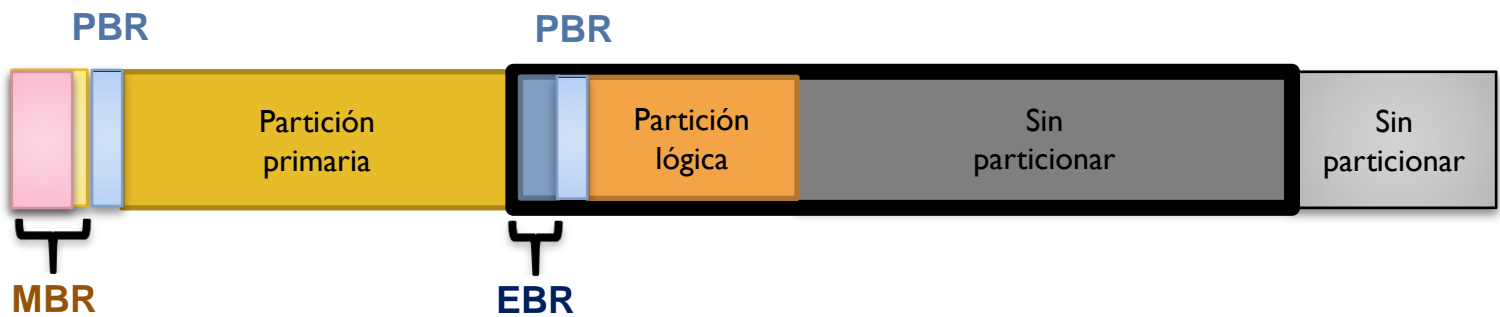 PBR
PBR
Partición
primaria
Partición
lógica
Sin
particionar
Sin
particionar
MBR
EBR